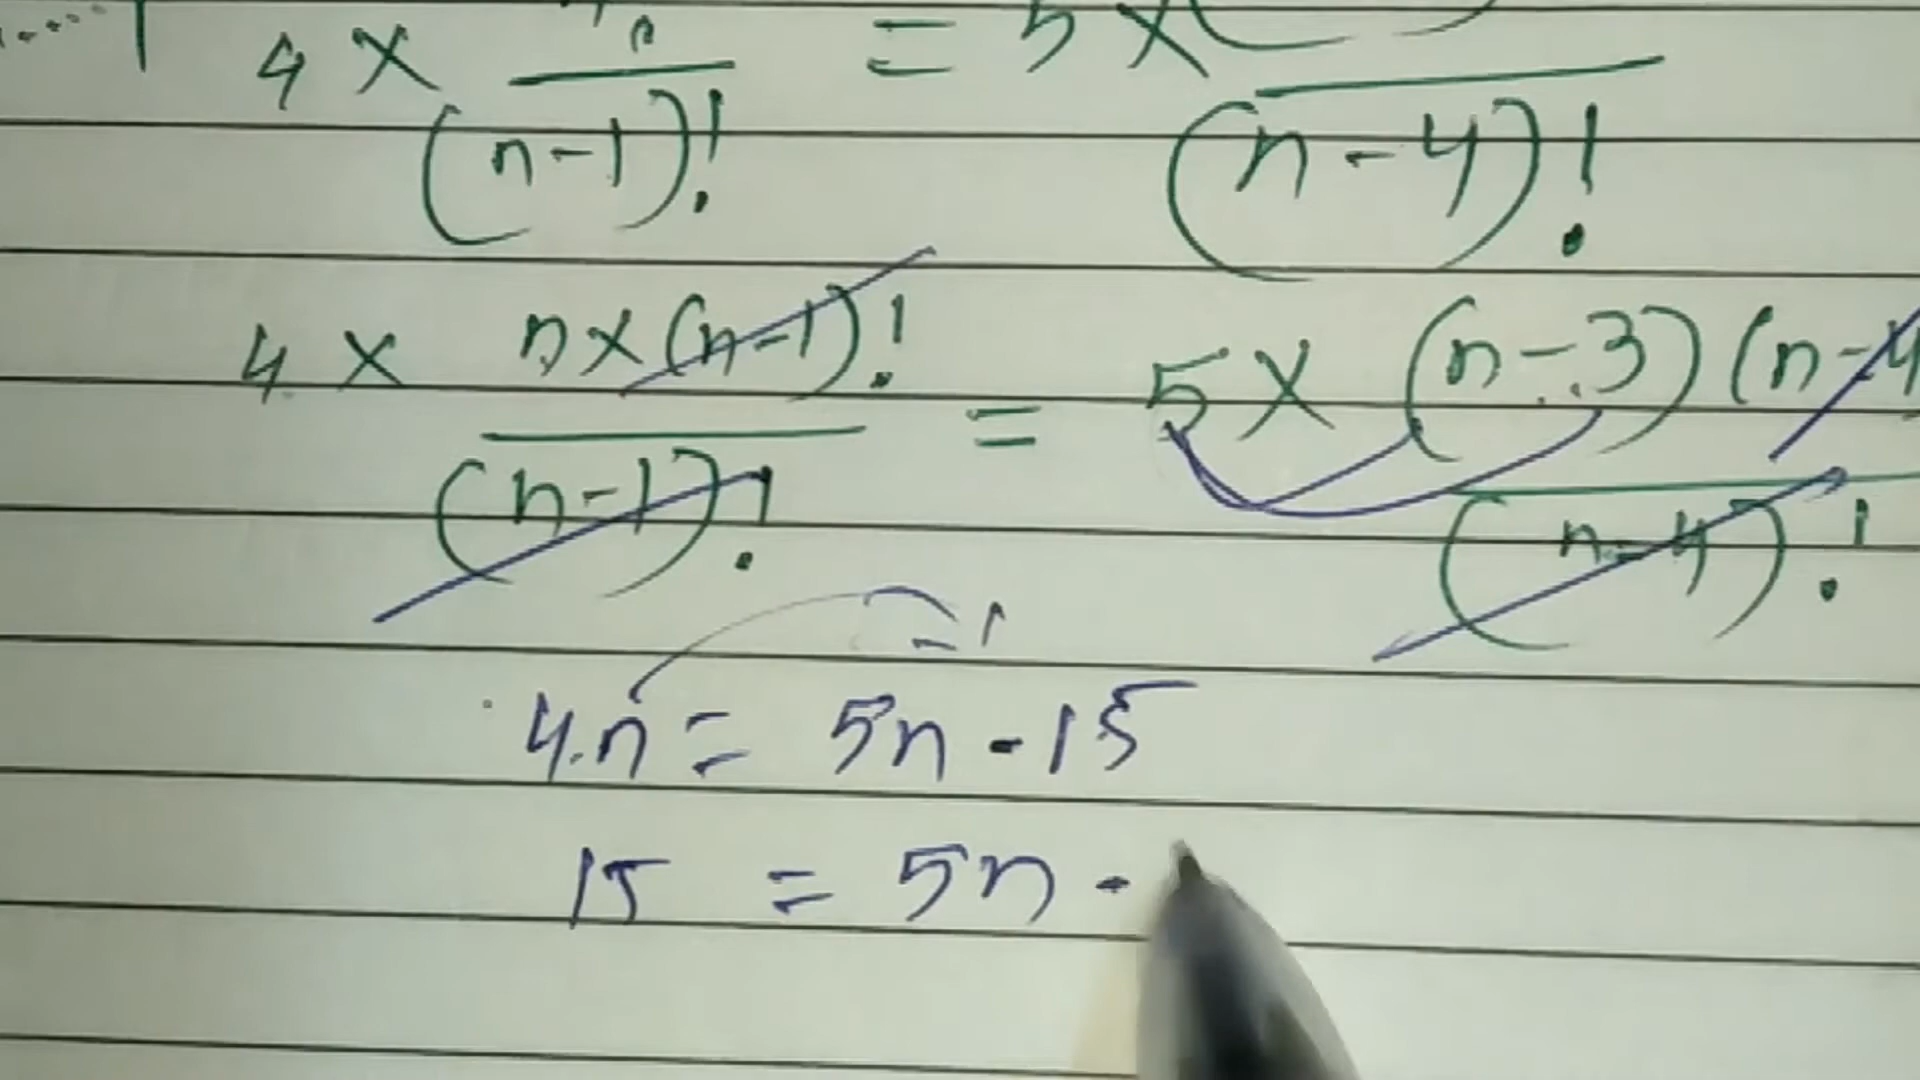 4 × = 5 ×
(n-1)! (n-4)!
4 × n×(n-1)! = 5×(n-3)(n-4
(n-1)! (n-4)!
4.n = 5n - 15
15 = 5n -